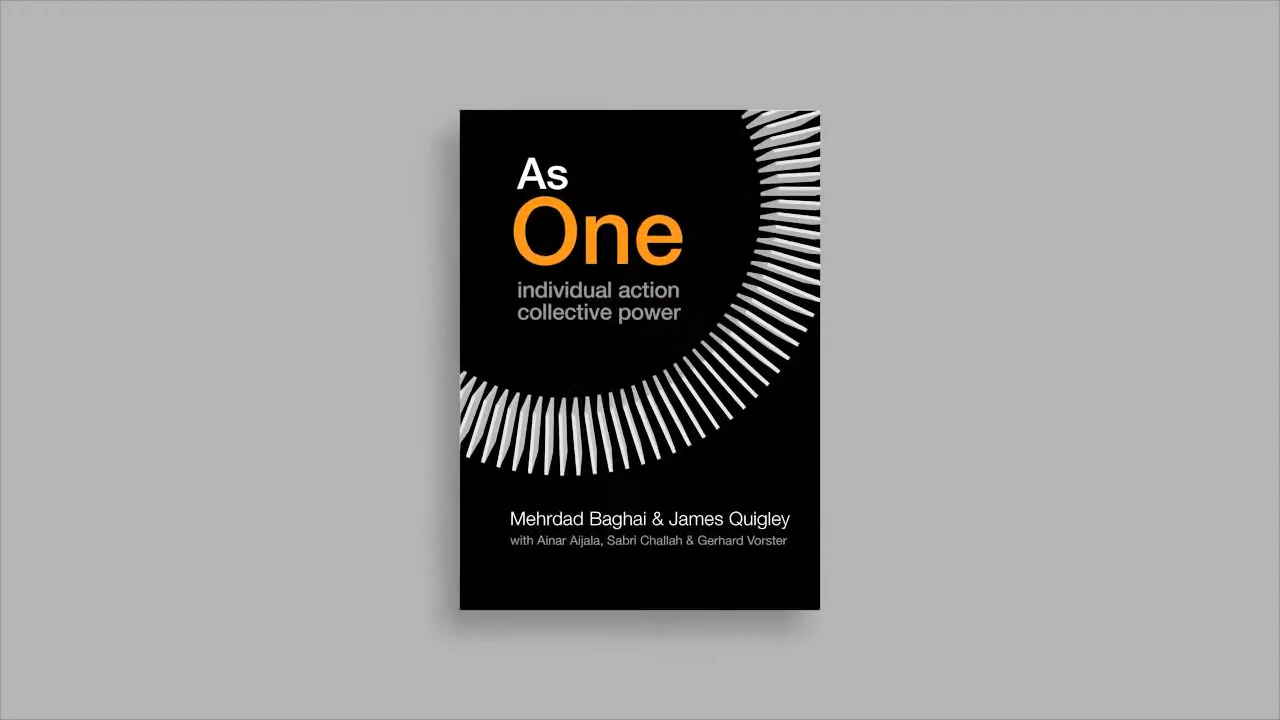 As
One
individual action
collective power
Mehrdad Baghai & James Quigley
with Ainar Aijala, Sabri Challah & Gerhard Vorster